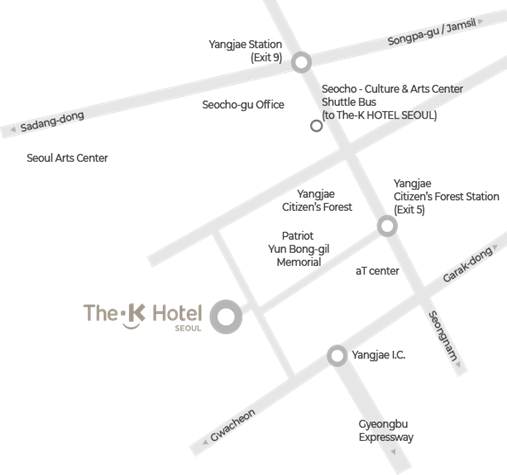 Songpa-gu / Jamsil
Yangjae Station
(Exit 9)
Seocho - Culture & Arts Center
Shuttle Bus
(to The-K HOTEL SEOUL)
Seocho-gu Office
Sadang-dong
Seoul Arts Center
Yangjae
Citizen's Forest Station
(Exit 5)
Yangjae
Citizen's Forest
Patriot
Yun Bong-gil
Memorial
aT center
Garak-dong
The-K Hotel
SEOUL
Seongnam
Yangjae I.C.
Gwacheon
Gyeongbu
Expressway